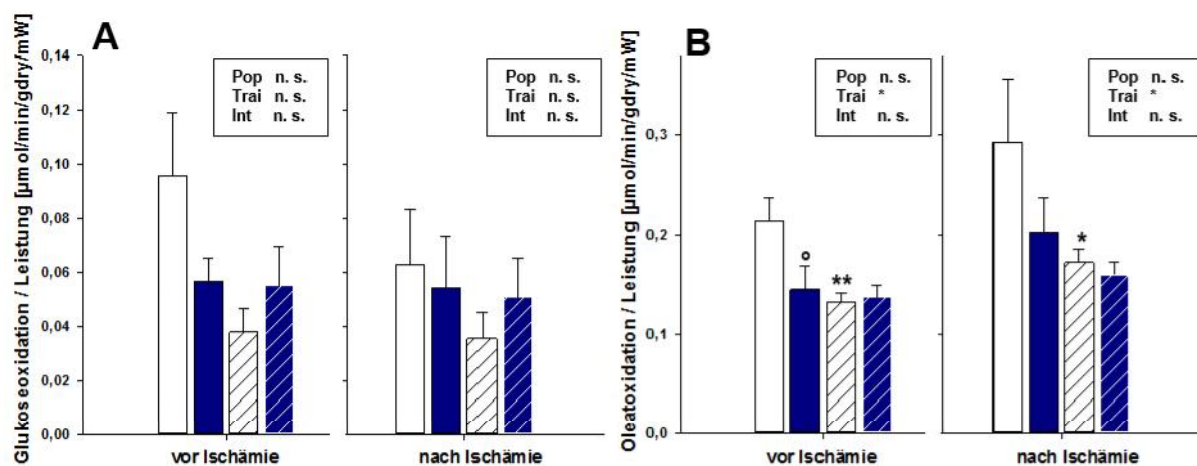 A
Glukoseoxidation / Leistung [µmol/min/gdry/mW]
0,14
0,12
0,10
0,08
0,06
0,04
0,02
0,00
Pop n. s.
Trai n. s.
Int n. s.
Pop n. s.
Trai n. s.
Int n. s.
vor Ischämie
nach Ischämie
B
Oleatoxidation / Leistung [µmol/min/gdry/mW]
0,3
0,2
0,1
0,0
Pop n. s.
Trai *
Int n. s.
Pop n. s.
Trai *
Int n. s.
°
**
*
vor Ischämie
nach Ischämie